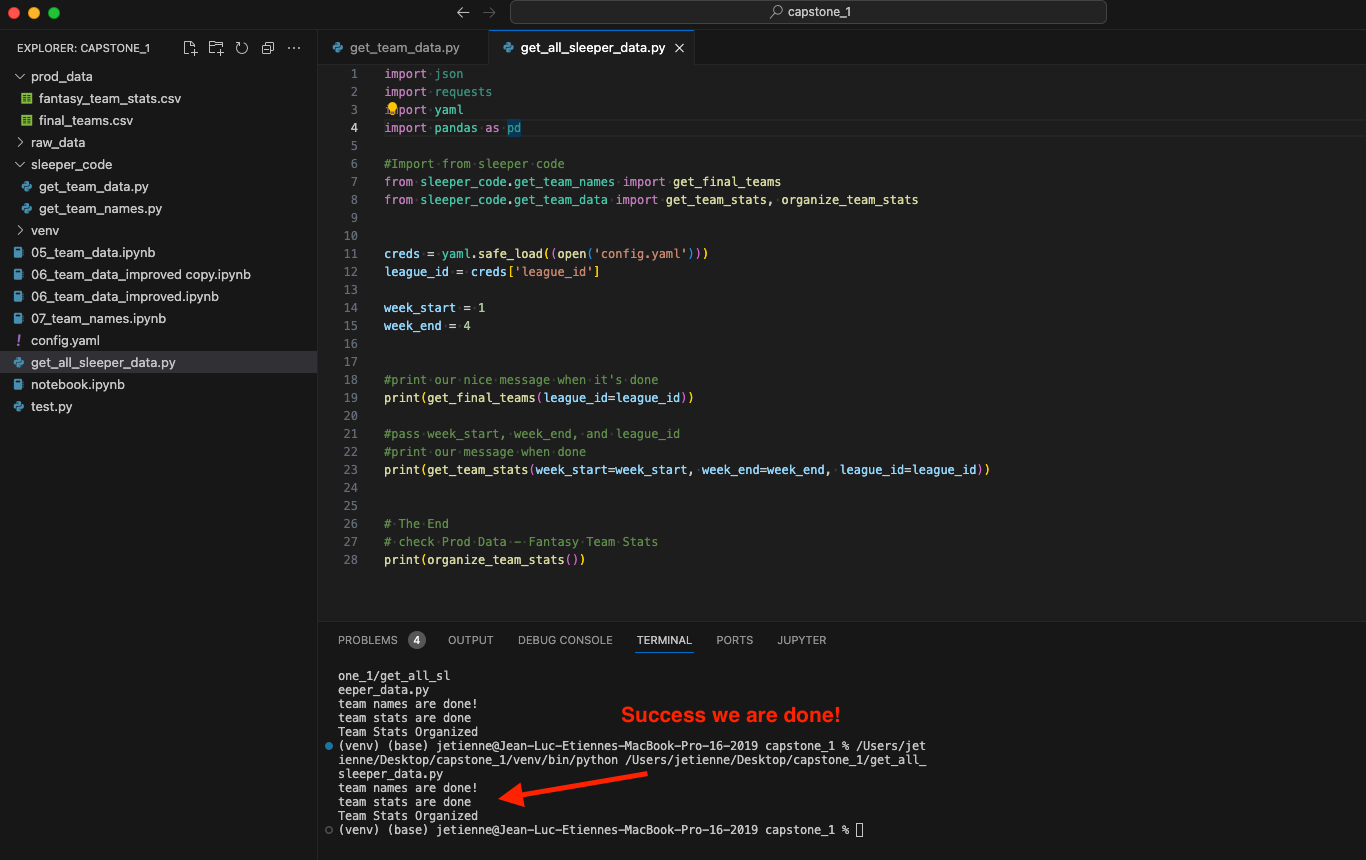 capstone_1
EXPLORER: CAPSTONE_1
prod_data
fantasy_team_stats.csv
final_teams.csv
raw_data
sleeper_code
get_team_data.py
get_team_names.py
venv
05_team_data.ipynb
06_team_data_improved copy.ipynb
06_team_data_improved.ipynb
07_team_names.ipynb
! config.yaml
get_all_sleeper_data.py
notebook.ipynb
test.py
get_team_data.py
get_all_sleeper_data.py
1 import json
2 import requests
3 import yaml
4 import pandas as pd
5
6 #Import from sleeper code
7 from sleeper_code.get_team_names import get_final_teams
8 from sleeper_code.get_team_data import get_team_stats, organize_team_stats
9
10
11 creds = yaml.safe_load((open('config.yaml')))
12 league_id = creds['league_id']
13
14 week_start = 1
15 week_end = 4
16
17
18 #print our nice message when it's done
19 print(get_final_teams(league_id=league_id))
20
21 #pass week_start, week_end, and league_id
22 #print our message when done
23 print(get_team_stats(week_start=week_start, week_end=week_end, league_id=league_id))
24
25
26 # The End
27 # check Prod Data - Fantasy Team Stats
28 print(organize_team_stats())
PROBLEMS 4 OUTPUT DEBUG CONSOLE TERMINAL PORTS JUPYTER
one_1/get_all_sl
eeper_data.py
team names are done!
team stats are done
Team Stats Organized
Success we are done!
(venv) (base) jetienne@Jean-Luc-Etiennes-MacBook-Pro-16-2019 capstone_1 % /Users/jet
ienne/Desktop/capstone_1/venv/bin/python /Users/jetienne/Desktop/capstone_1/get_all_
sleeper_data.py
team names are done!
team stats are done
Team Stats Organized
(venv) (base) jetienne@Jean-Luc-Etiennes-MacBook-Pro-16-2019 capstone_1 %